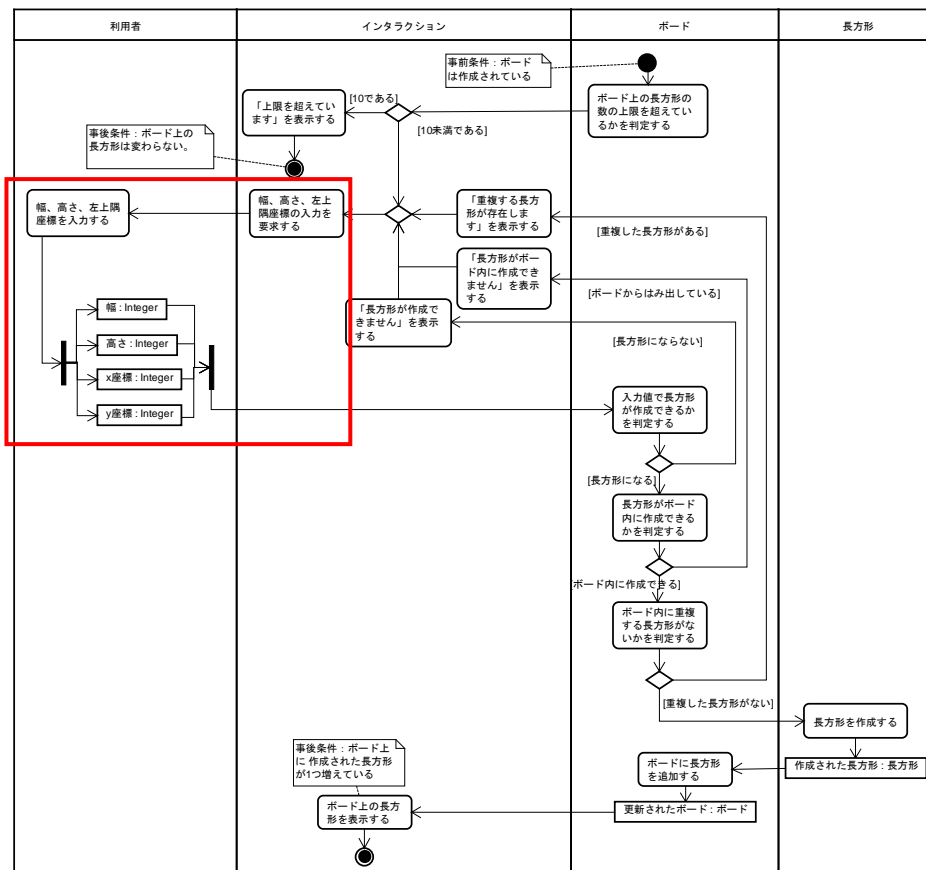 利用者
インタラクション
ボード
長方形
事前条件：ボード
は作成されている
ボード上の長方形の
数の上限を超えてい
るかを判定する
[10である]
[10未満である]
「上限を超えてい
ます」を表示する
事後条件：ボード上の
長方形は変わらない。
幅、高さ、左上隅
座標を入力する
幅、高さ、左上
隅座標の入力を
要求する
「重複する長方
形が存在しま
す」を表示する
[重複した長方形がある]
「長方形がボー
ド内に作成でき
ません」を表示
する
[ボードからはみ出している]
「長方形が作成で
きません」を表示
する
[長方形にならない]
幅 : Integer
高さ : Integer
x座標 : Integer
y座標 : Integer
入力値で長方形
が作成できるか
を判定する
[長方形になる]
長方形がボード
内に作成できる
かを判定する
[ボード内に作成できる]
ボード内に重複
する長方形がな
いかを判定する
[重複した長方形がない]
長方形を作成する
作成された長方形 : 長方形
ボードに長方形
を追加する
更新されたボード : ボード
事後条件：ボード上
に 作成された長方形
が1つ増えている
ボード上の長方
形を表示する